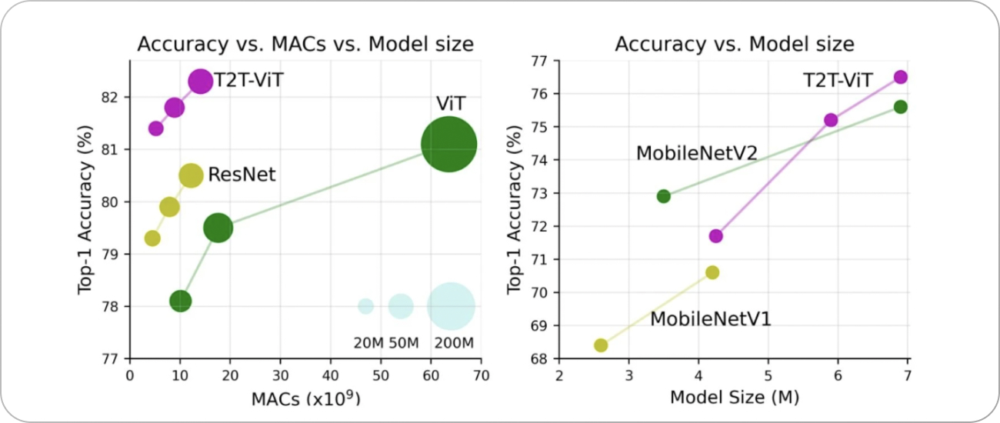 Accuracy vs. MACs vs. Model size
Top-1 Accuracy (%)
82
81
80
79
78
77
T2T-ViT
ViT
ResNet
20M 50M 200M
0 10 20 30 40 50 60 70
MACs (x10⁹)
Accuracy vs. Model size
Top-1 Accuracy (%)
77
76
75
74
73
72
71
70
69
68
T2T-ViT
MobileNetV2
MobileNetV1
2 3 4 5 6 7
Model Size (M)